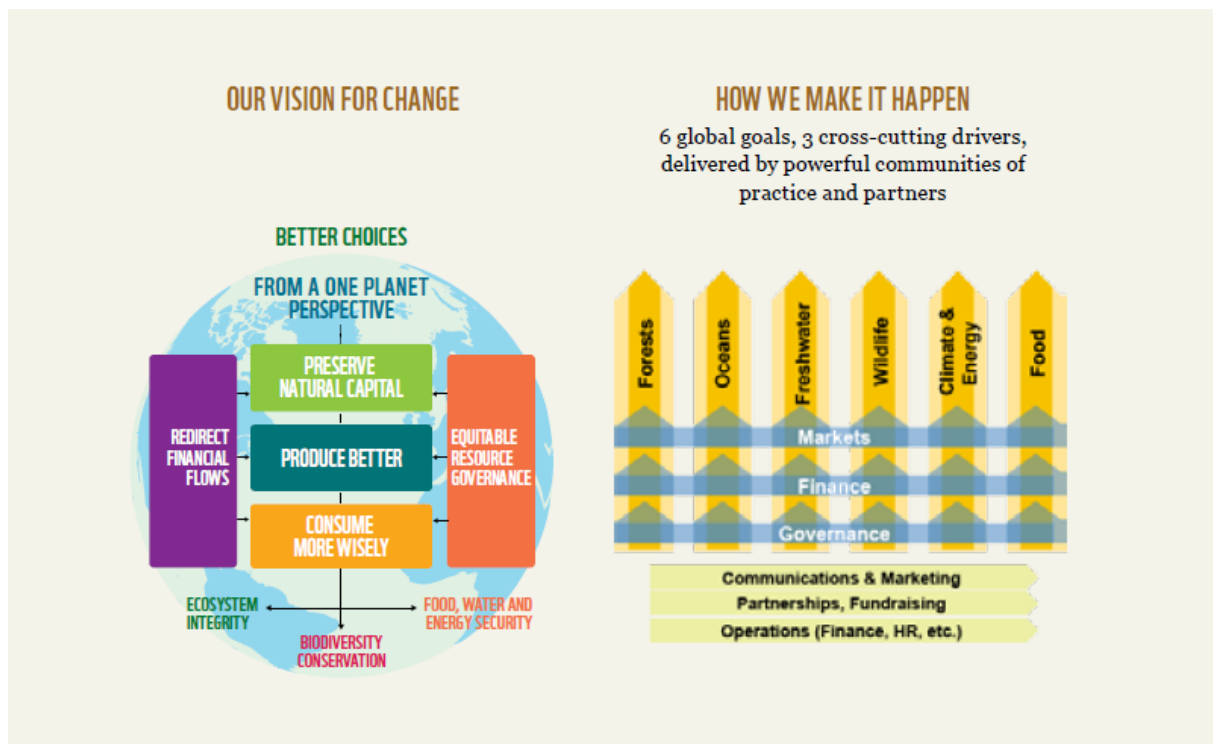 OUR VISION FOR CHANGE
BETTER CHOICES
FROM A ONE PLANET
PERSPECTIVE
PRESERVE
NATURAL CAPITAL
REDIRECT
FINANCIAL
FLOWS
PRODUCE BETTER
EQUITABLE
RESOURCE
GOVERNANCE
CONSUME
MORE WISELY
ECOSYSTEM
INTEGRITY
BIODIVERSITY
CONSERVATION
FOOD, WATER AND
ENERGY SECURITY
HOW WE MAKE IT HAPPEN
6 global goals, 3 cross-cutting drivers,
delivered by powerful communities of
practice and partners
Forests
Oceans
Freshwater
Wildlife
Climate &
Energy
Food
Markets
Finance
Governance
Communications & Marketing
Partnerships, Fundraising
Operations (Finance, HR, etc.)